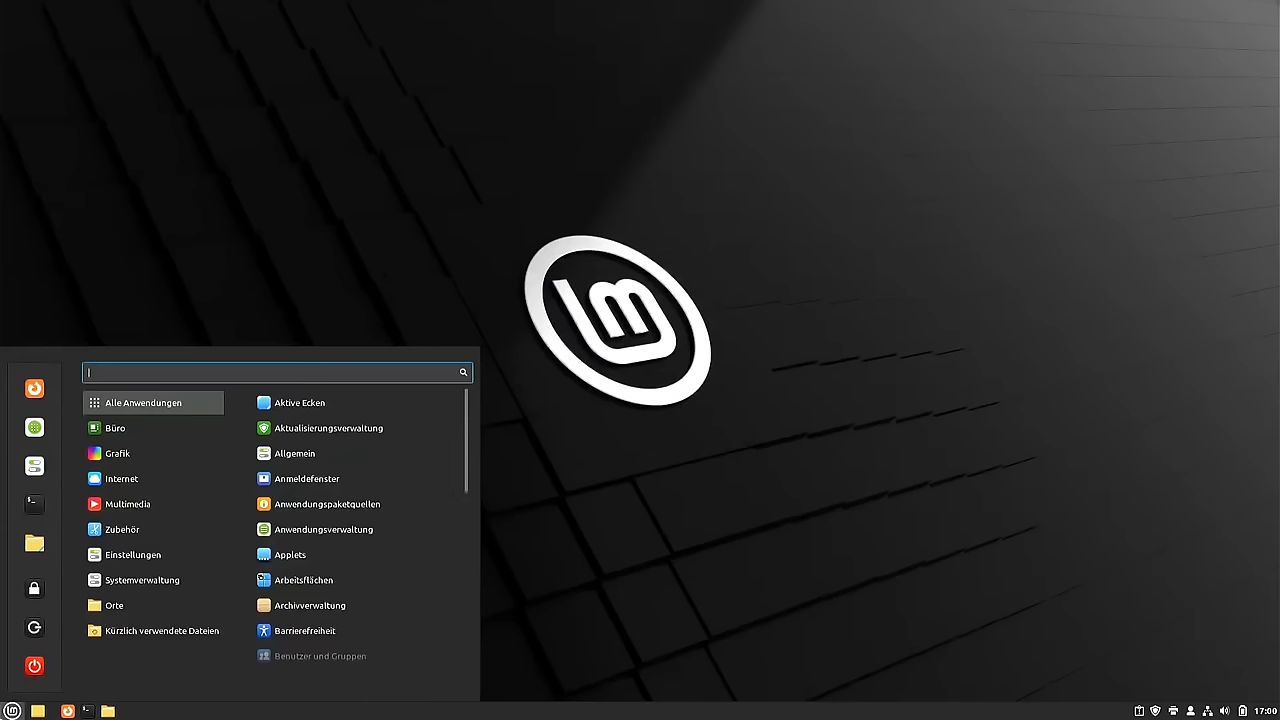 lm
Alle Anwendungen
Büro
Grafik
Internet
Multimedia
Zubehör
Einstellungen
Systemverwaltung
Orte
Kürzlich verwendete Dateien
Aktive Ecken
Aktualisierungsverwaltung
Allgemein
Anmeldefenster
Anwendungspaketquellen
Anwendungsverwaltung
Applets
Arbeitsflächen
Archivverwaltung
Barrierefreiheit
Benutzer und Gruppen
17:00